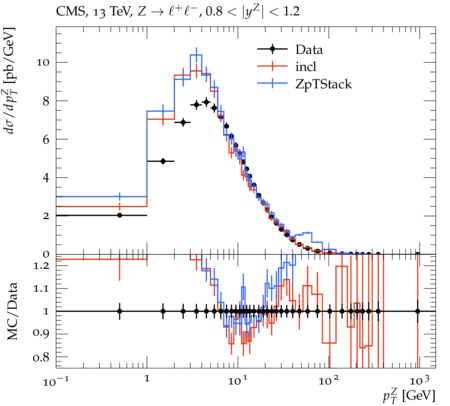 CMS, 13 TeV, Z → ℓ⁺ℓ⁻, 0.8 < |y^Z| < 1.2
dσ/dp_T^Z [pb/GeV]
Data
incl
ZpTStack
10
8
6
4
2
0
MC/Data
1.2
1.1
1
0.9
0.8
10⁻¹
1
10¹
10²
10³
p_T^Z [GeV]